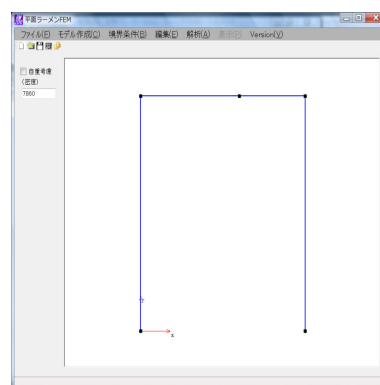 平面ラーメンFEM
ファイル(F) モデル作成(C) 境界条件(B) 編集(E) 解析(A) 表示(P) Version(V)
自重考慮
(密度)
7860
Y
x